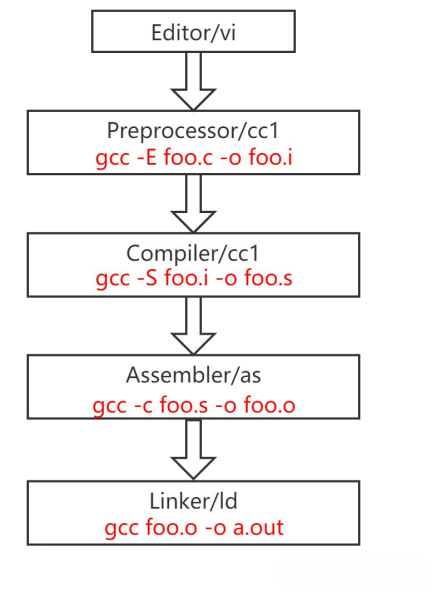 Editor/vi
Preprocessor/cc1
gcc -E foo.c -o foo.i
Compiler/cc1
gcc -S foo.i -o foo.s
Assembler/as
gcc -c foo.s -o foo.o
Linker/ld
gcc foo.o -o a.out